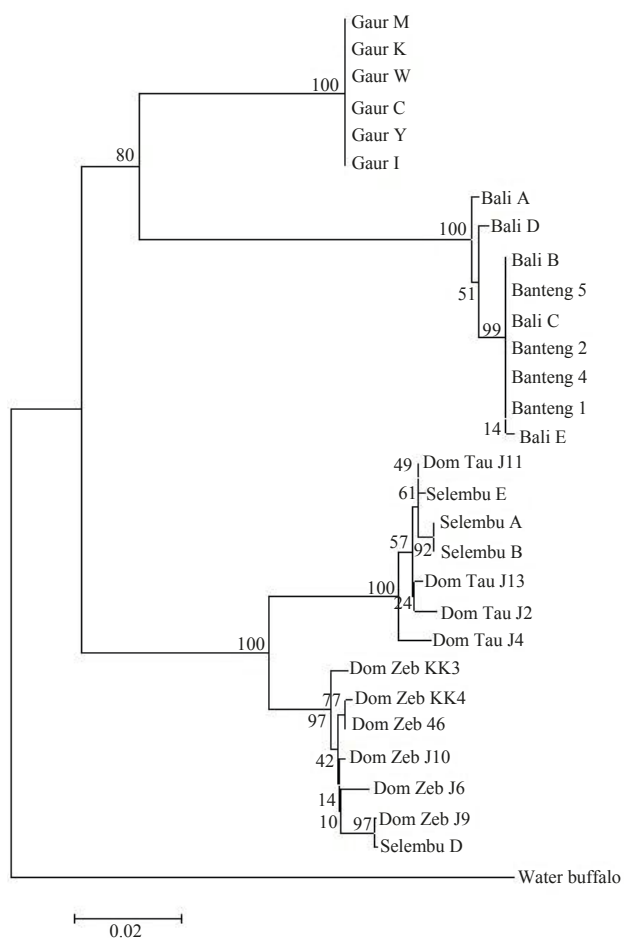 Gaur M
Gaur K
Gaur W
100
Gaur C
Gaur Y
80
Gaur I
Bali A
100
Bali D
Bali B
51
Banteng 5
Bali C
99
Banteng 2
Banteng 4
Banteng 1
14
Bali E
49
Dom Tau J11
61
Selembu E
Selembu A
57
92
Selembu B
Dom Tau J13
100
24
Dom Tau J2
Dom Tau J4
100
Dom Zeb KK3
77
Dom Zeb KK4
97
Dom Zeb 46
42
Dom Zeb J10
Dom Zeb J6
14
10
97
Dom Zeb J9
Selembu D
Water buffalo
0.02